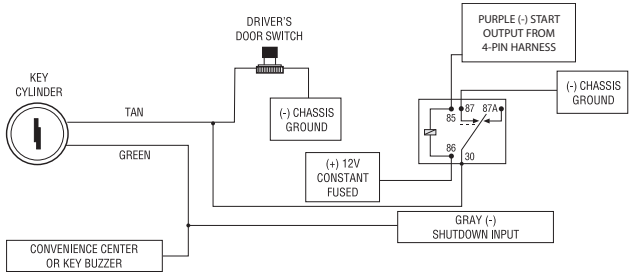 DRIVER'S
DOOR SWITCH
PURPLE (-) START
OUTPUT FROM
4-PIN HARNESS
KEY
CYLINDER
TAN
GREEN
(-) CHASSIS
GROUND
(-) CHASSIS
GROUND
87
87A
85
86
30
(+) 12V
CONSTANT
FUSED
GRAY (-)
SHUTDOWN INPUT
CONVENIENCE CENTER
OR KEY BUZZER